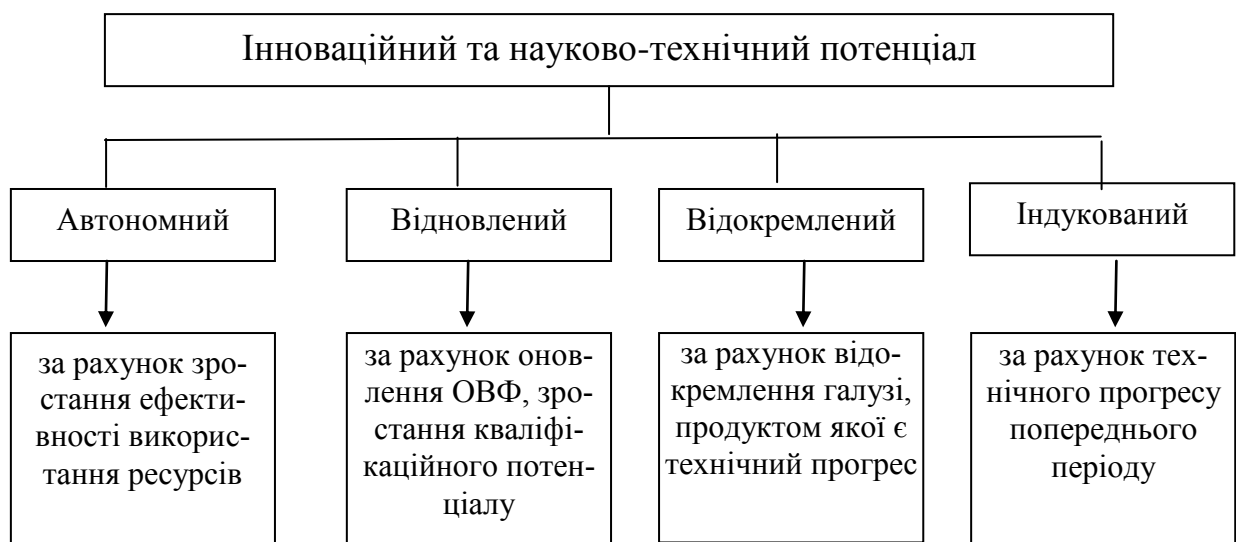 Інноваційний та науково-технічний потенціал
Автономний
Відновлений
Відокремлений
Індукований
за рахунок зро-
стання ефекти-
вності викорис-
тання ресурсів
за рахунок онов-
лення ОВФ, зро-
стання кваліфі-
каційного потен-
ціалу
за рахунок відо-
кремлення галузі,
продуктом якої є
технічний прогрес
за рахунок тех-
нічного прогресу
попереднього
періоду